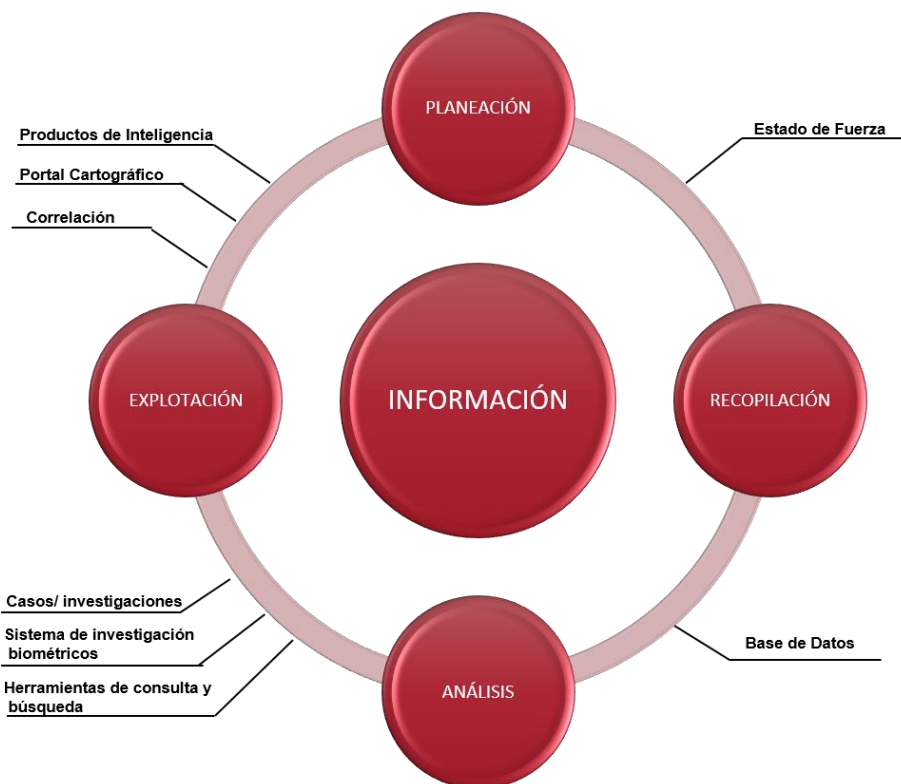 PLANEACIÓN
Productos de Inteligencia
Estado de Fuerza
Portal Cartográfico
Correlación
EXPLOTACIÓN
INFORMACIÓN
RECOPILACIÓN
Casos/ investigaciones
Sistema de investigación
biométricos
Herramientas de consulta y
búsqueda
Base de Datos
ANÁLISIS